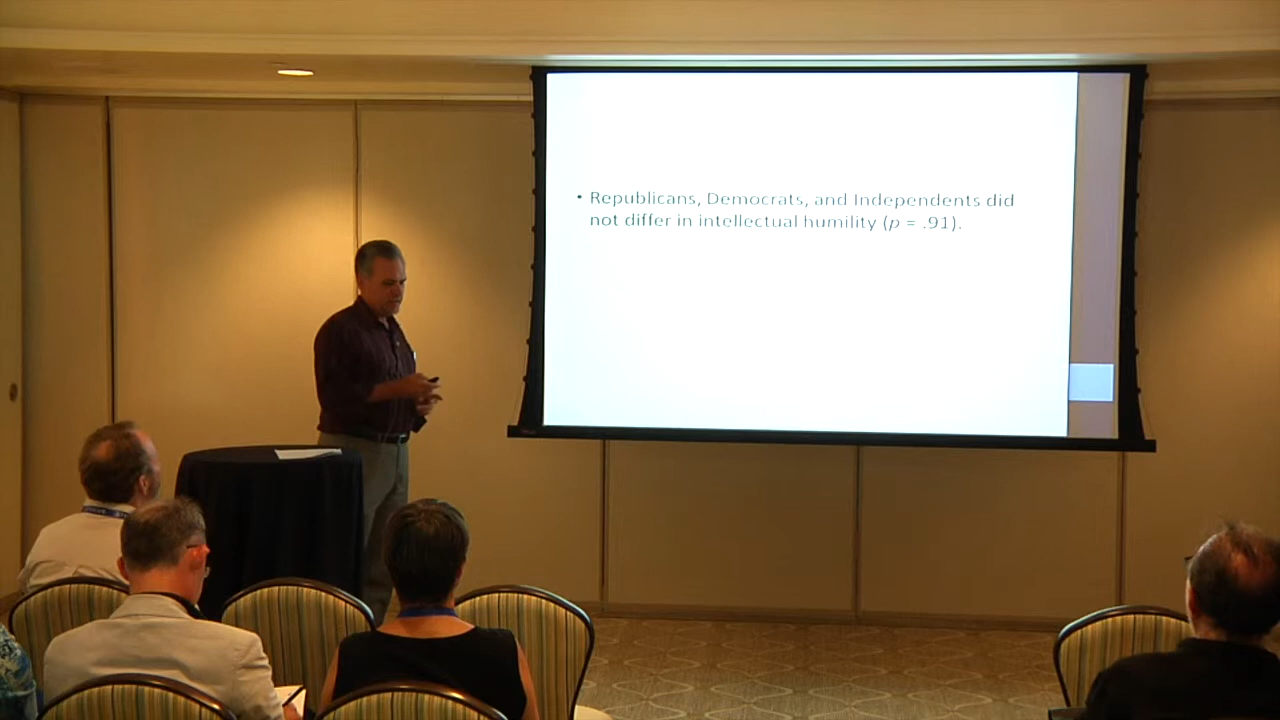 • Republicans, Democrats, and Independents did
not differ in intellectual humility (p = .91).